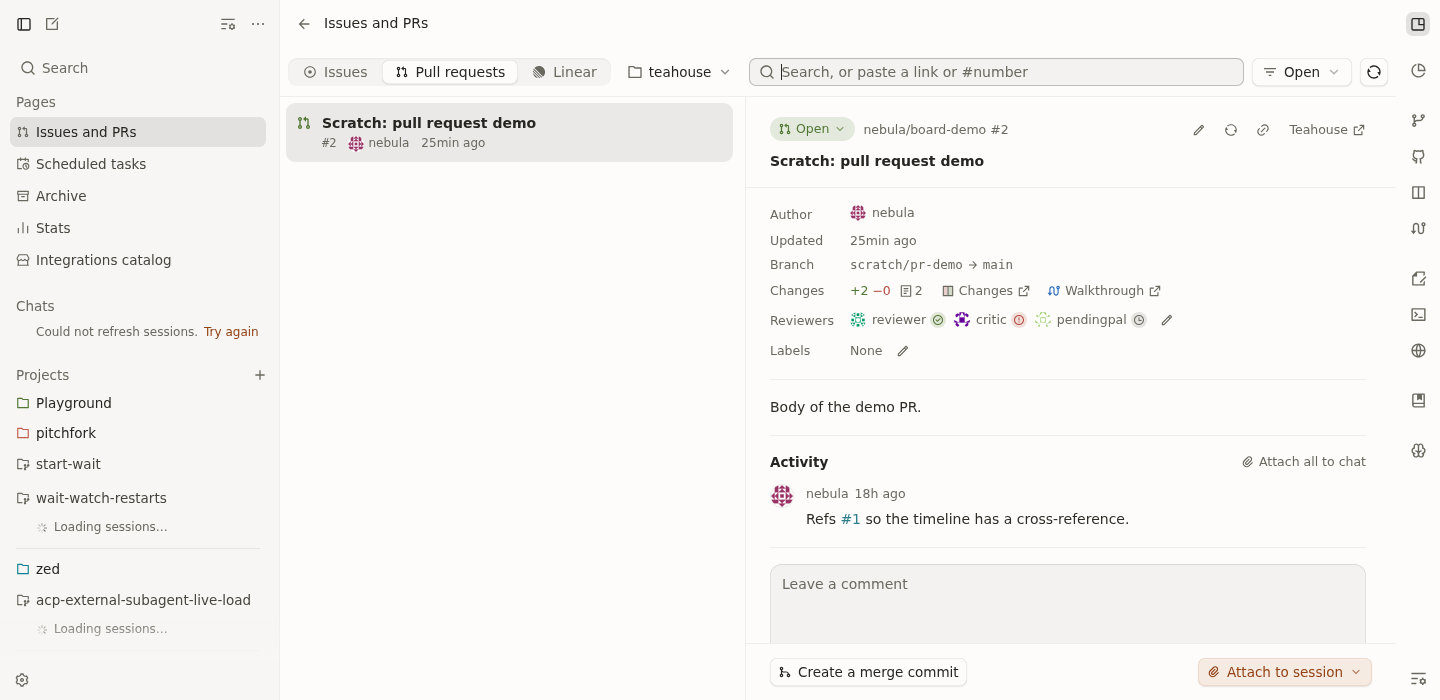 Issues and PRs
Search
Pages
Issues and PRs
Scheduled tasks
Archive
Stats
Integrations catalog
Chats
Could not refresh sessions. Try again
Projects
Playground
pitchfork
start-wait
wait-watch-restarts
Loading sessions...
zed
acp-external-subagent-live-load
Loading sessions...
Issues Pull requests Linear teahouse Search, or paste a link or #number Open
Scratch: pull request demo
#2 nebula 25min ago
Open nebula/board-demo #2 Teahouse
Scratch: pull request demo
Author nebula
Updated 25min ago
Branch scratch/pr-demo → main
Changes +2 −0 2 Changes Walkthrough
Reviewers reviewer critic pendingpal
Labels None
Body of the demo PR.
Activity Attach all to chat
nebula 18h ago
Refs #1 so the timeline has a cross-reference.
Leave a comment
Create a merge commit Attach to session